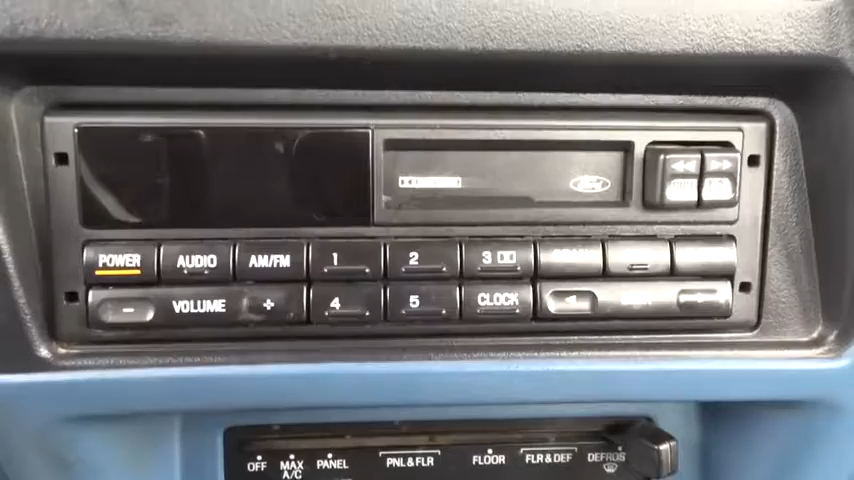 Ford
POWER AUDIO AM/FM 1 2 3
VOLUME 4 5 CLOCK
OFF MAX A/C PANEL PNL & FLR FLOOR FLR & DEF DEFROS